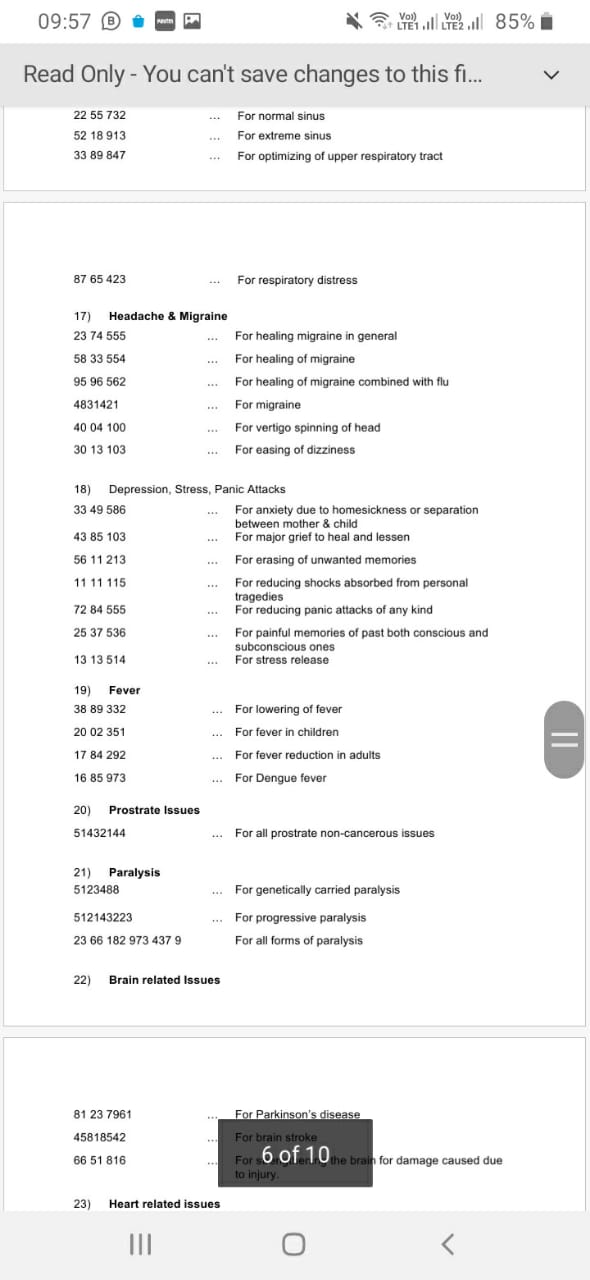 09:57 B Paytm Vo) LTE1 Vo) LTE2 85%
Read Only - You can't save changes to this fi...
22 55 732 ... For normal sinus
52 18 913 ... For extreme sinus
33 89 847 ... For optimizing of upper respiratory tract
87 65 423 ... For respiratory distress
17) Headache & Migraine
23 74 555 ... For healing migraine in general
58 33 554 ... For healing of migraine
95 96 562 ... For healing of migraine combined with flu
4831421 ... For migraine
40 04 100 ... For vertigo spinning of head
30 13 103 ... For easing of dizziness
18) Depression, Stress, Panic Attacks
33 49 586 ... For anxiety due to homesickness or separation
between mother & child
43 85 103 ... For major grief to heal and lessen
56 11 213 ... For erasing of unwanted memories
11 11 115 ... For reducing shocks absorbed from personal
tragedies
72 84 555 ... For reducing panic attacks of any kind
25 37 536 ... For painful memories of past both conscious and
subconscious ones
13 13 514 ... For stress release
19) Fever
38 89 332 ... For lowering of fever
20 02 351 ... For fever in children
17 84 292 ... For fever reduction in adults
16 85 973 ... For Dengue fever
20) Prostrate Issues
51432144 ... For all prostrate non-cancerous issues
21) Paralysis
5123488 ... For genetically carried paralysis
512143223 ... For progressive paralysis
23 66 182 973 437 9 For all forms of paralysis
22) Brain related Issues
81 23 7961 ... For Parkinson's disease
45818542 ... For brain stroke
66 51 816 ... For the brain for damage caused due
to injury.
6 of 10
23) Heart related issues